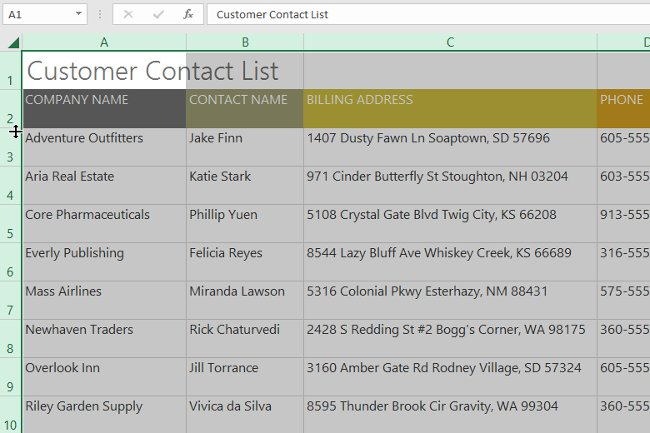 A1 fx Customer Contact List
A B C D
1 Customer Contact List
2 COMPANY NAME CONTACT NAME BILLING ADDRESS PHONE
3 Adventure Outfitters Jake Finn 1407 Dusty Fawn Ln Soaptown, SD 57696 605-555
4 Aria Real Estate Katie Stark 971 Cinder Butterfly St Stoughton, NH 03240 603-555
5 Core Pharmaceuticals Phillip Yuen 5108 Crystal Gate Blvd Twig City, KS 66208 913-555
6 Everly Publishing Felicia Reyes 8544 Lazy Bluff Ave Whiskey Creek, KS 66689 316-555
7 Mass Airlines Miranda Lawson 5316 Colonial Pkwy Esterhazy, NM 88431 575-555
8 Newhaven Traders Rick Chaturvedi 2428 S Redding St #2 Bogg's Corner, WA 98175 360-555
9 Overlook Inn Jill Torrance 3160 Amber Gate Rd Rodney Village, SD 57324 605-555
10 Riley Garden Supply Vivica da Silva 8595 Thunder Brook Cir Gravity, WA 99304 360-555